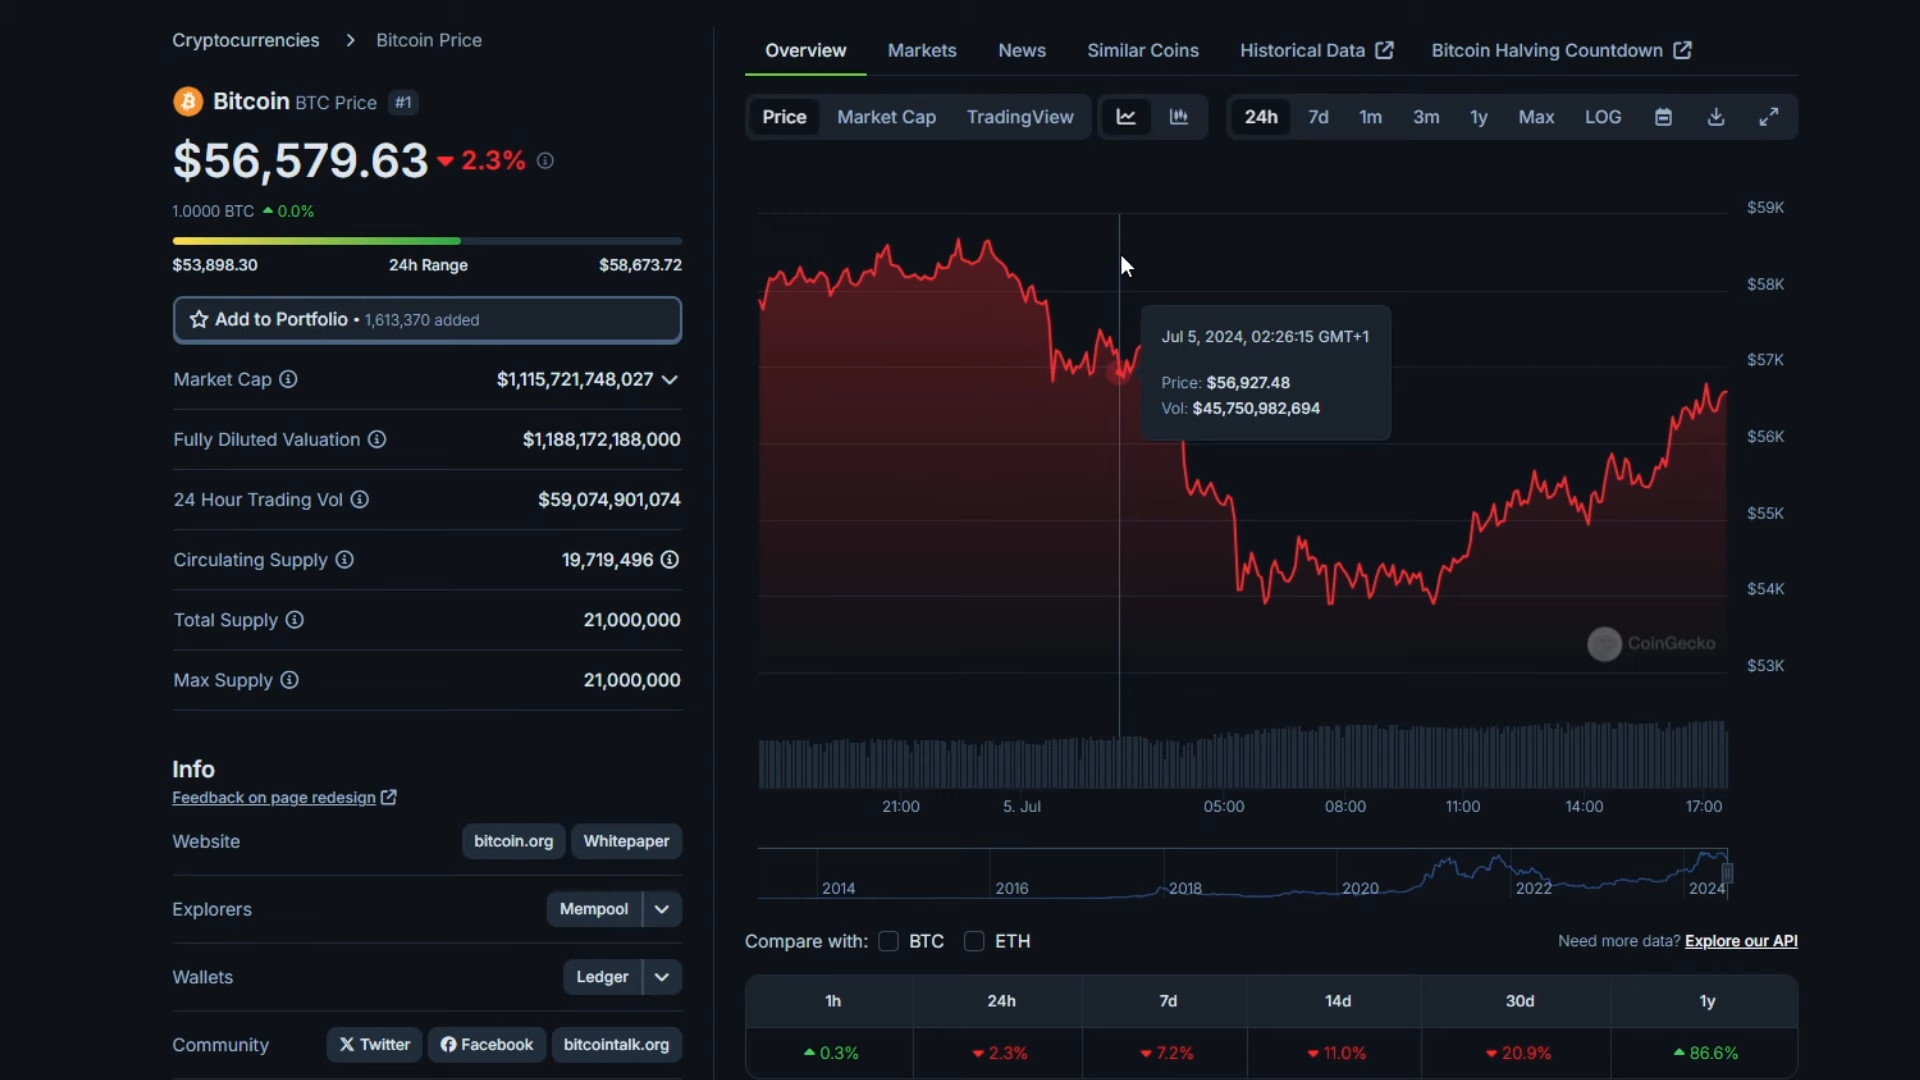 Cryptocurrencies > Bitcoin Price
Bitcoin BTC Price #1
$56,579.63 2.3%
1.0000 BTC 0.0%
$53,898.30 24h Range $58,673.72
Add to Portfolio • 1,613,370 added
Market Cap $1,115,721,748,027
Fully Diluted Valuation $1,188,172,188,000
24 Hour Trading Vol $59,074,901,074
Circulating Supply 19,719,496
Total Supply 21,000,000
Max Supply 21,000,000
Info
Feedback on page redesign
Website bitcoin.org Whitepaper
Explorers Mempool
Wallets Ledger
Community Twitter Facebook bitcointalk.org
Overview Markets News Similar Coins Historical Data Bitcoin Halving Countdown
Price Market Cap TradingView 24h 7d 1m 3m 1y Max LOG
$59K
$58K
$57K
$56K
$55K
$54K
$53K
Jul 5, 2024, 02:26:15 GMT+1
Price: $56,927.48
Vol: $45,750,982,694
CoinGecko
21:00 5. Jul 05:00 08:00 11:00 14:00 17:00
2014 2016 2018 2020 2022 2024
Compare with: BTC ETH Need more data? Explore our API
1h 24h 7d 14d 30d 1y
0.3% 2.3% 7.2% 11.0% 20.9% 86.6%